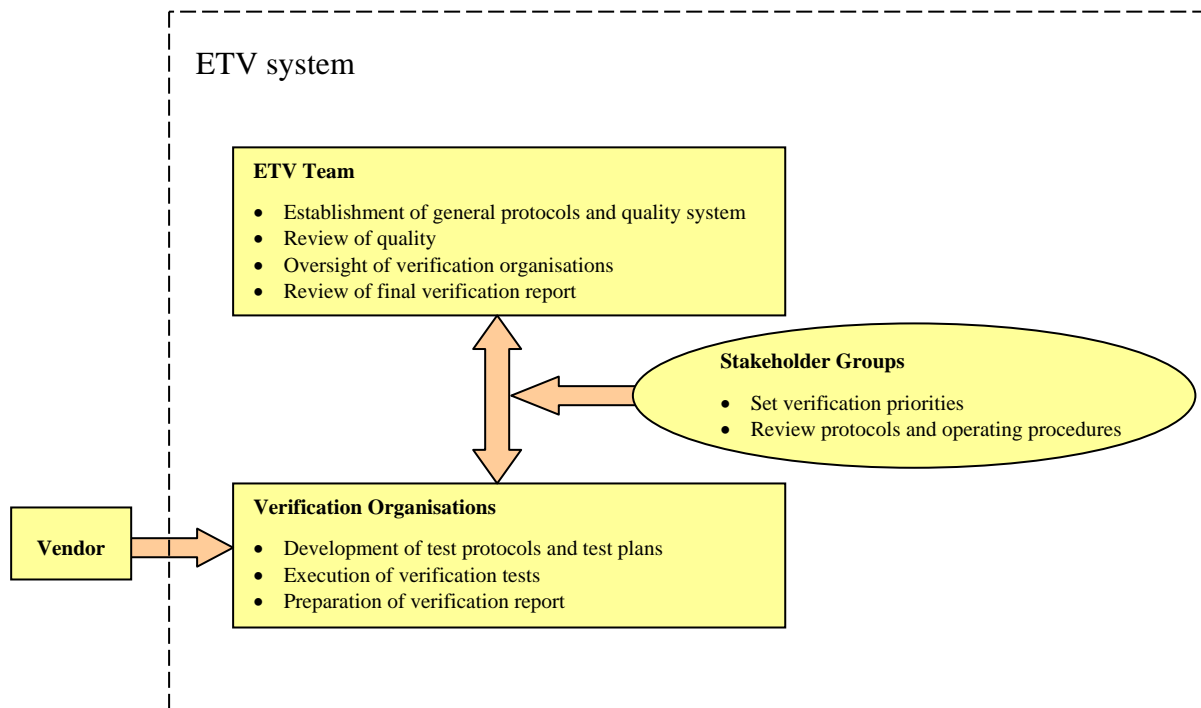 ETV system
ETV Team
• Establishment of general protocols and quality system
• Review of quality
• Oversight of verification organisations
• Review of final verification report
Stakeholder Groups
• Set verification priorities
• Review protocols and operating procedures
Vendor
Verification Organisations
• Development of test protocols and test plans
• Execution of verification tests
• Preparation of verification report